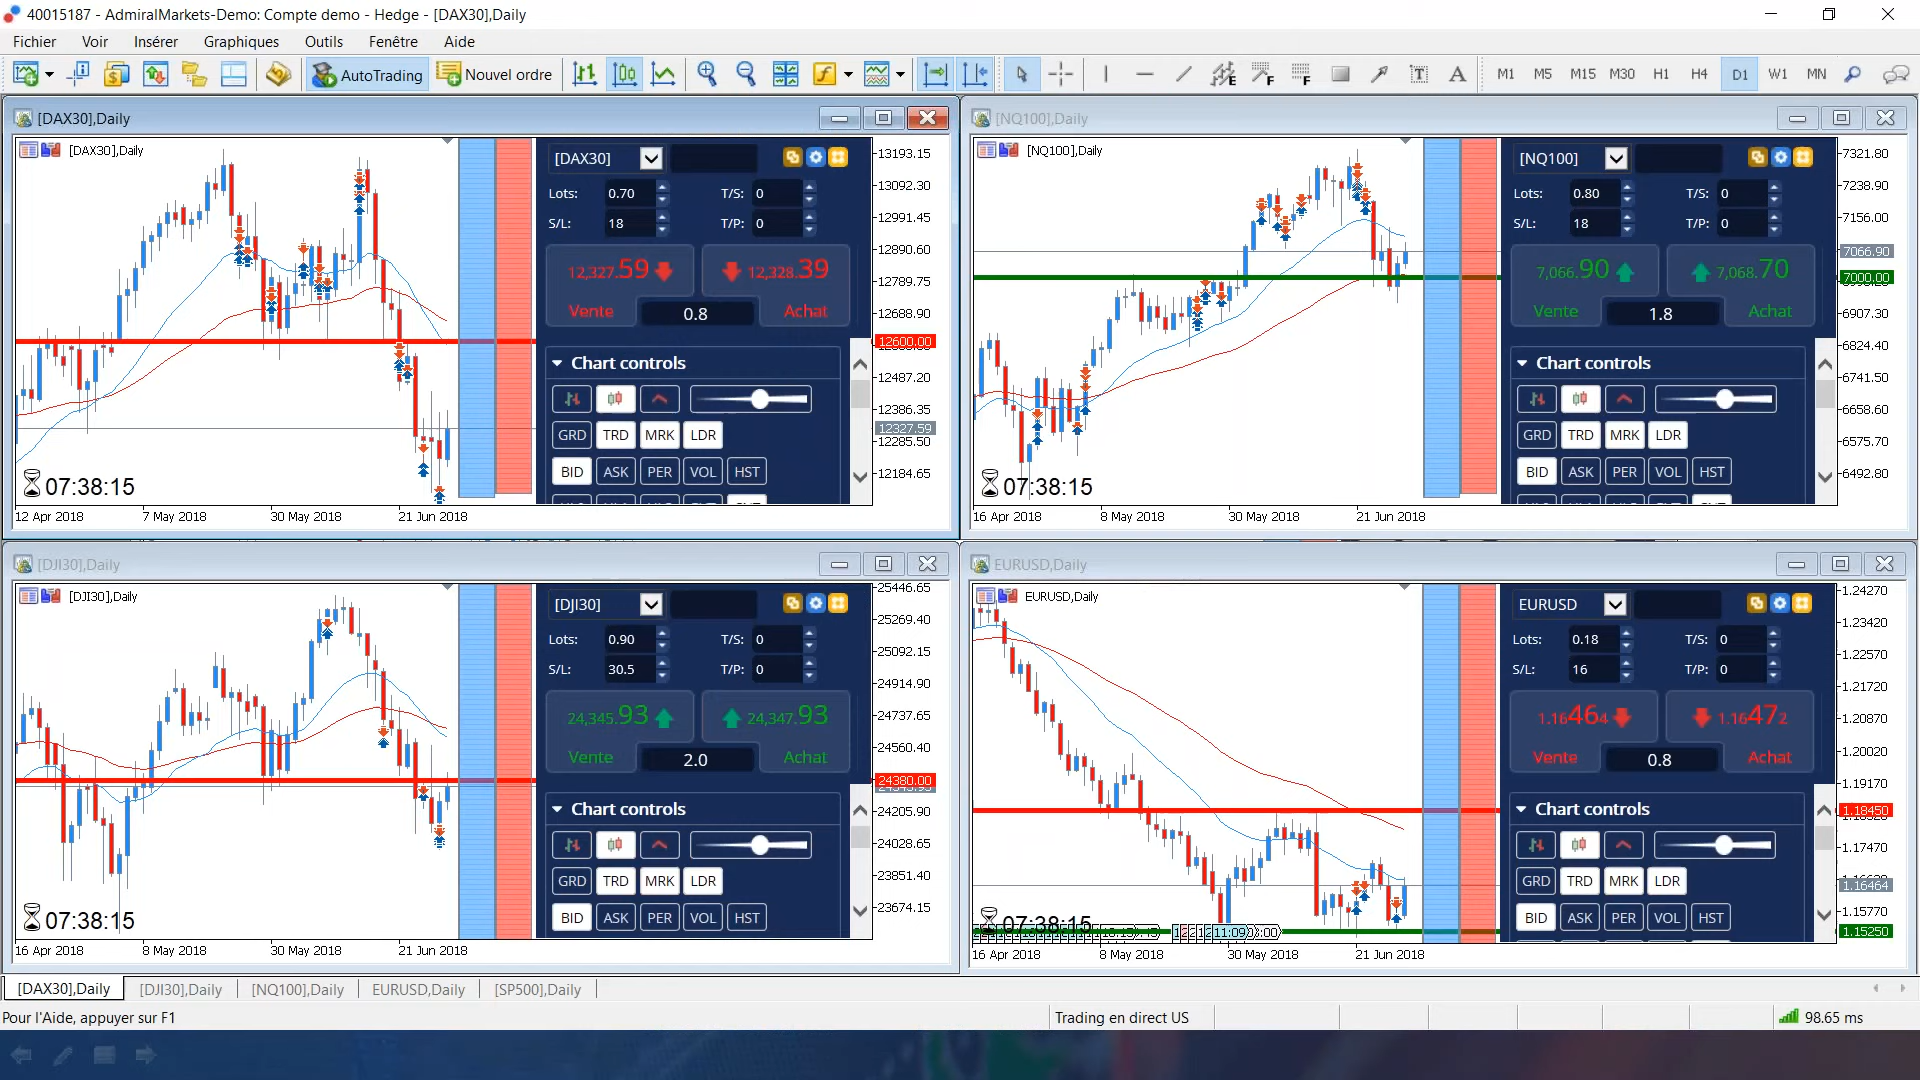 40015187 - AdmiralMarkets-Demo: Compte demo - Hedge - [DAX30],Daily
Fichier Voir Insérer Graphiques Outils Fenêtre Aide
AutoTrading Nouvel ordre E F F T A M1 M5 M15 M30 H1 H4 D1 W1 MN
[DAX30],Daily
[DAX30],Daily
[DAX30]
Lots: 0.70 T/S: 0
S/L: 18 T/P: 0
12,327.59 12,328.39
Vente 0.8 Achat
Chart controls
GRD TRD MRK LDR
BID ASK PER VOL HST
13193.15
13092.30
12991.45
12890.60
12789.75
12688.90
12600.00
12487.20
12386.35
12327.59
12285.50
12184.65
07:38:15
12 Apr 2018 7 May 2018 30 May 2018 21 Jun 2018
[NQ100],Daily
[NQ100],Daily
[NQ100]
Lots: 0.80 T/S: 0
S/L: 18 T/P: 0
7,066.90 7,068.70
Vente 1.8 Achat
Chart controls
GRD TRD MRK LDR
BID ASK PER VOL HST
7321.80
7238.90
7156.00
7066.90
7000.00
6907.30
6824.40
6741.50
6658.60
6575.70
6492.80
07:38:15
16 Apr 2018 8 May 2018 30 May 2018 21 Jun 2018
[DJI30],Daily
[DJI30],Daily
[DJI30]
Lots: 0.90 T/S: 0
S/L: 30.5 T/P: 0
24,345.93 24,347.93
Vente 2.0 Achat
Chart controls
GRD TRD MRK LDR
BID ASK PER VOL HST
25446.65
25269.40
25092.15
24914.90
24737.65
24560.40
24380.00
24205.90
24028.65
23851.40
23674.15
07:38:15
16 Apr 2018 8 May 2018 30 May 2018 21 Jun 2018
EURUSD,Daily
EURUSD,Daily
EURUSD
Lots: 0.18 T/S: 0
S/L: 16 T/P: 0
1.16464 1.16472
Vente 0.8 Achat
Chart controls
GRD TRD MRK LDR
BID ASK PER VOL HST
1.24270
1.23420
1.22570
1.21720
1.20870
1.20020
1.19170
1.18450
1.17470
1.16464
1.15770
1.15250
07:38:15
11:09
16 Apr 2018 8 May 2018 30 May 2018 21 Jun 2018
[DAX30],Daily [DJI30],Daily [NQ100],Daily EURUSD,Daily [SP500],Daily
Pour l'Aide, appuyer sur F1 Trading en direct US 98.65 ms